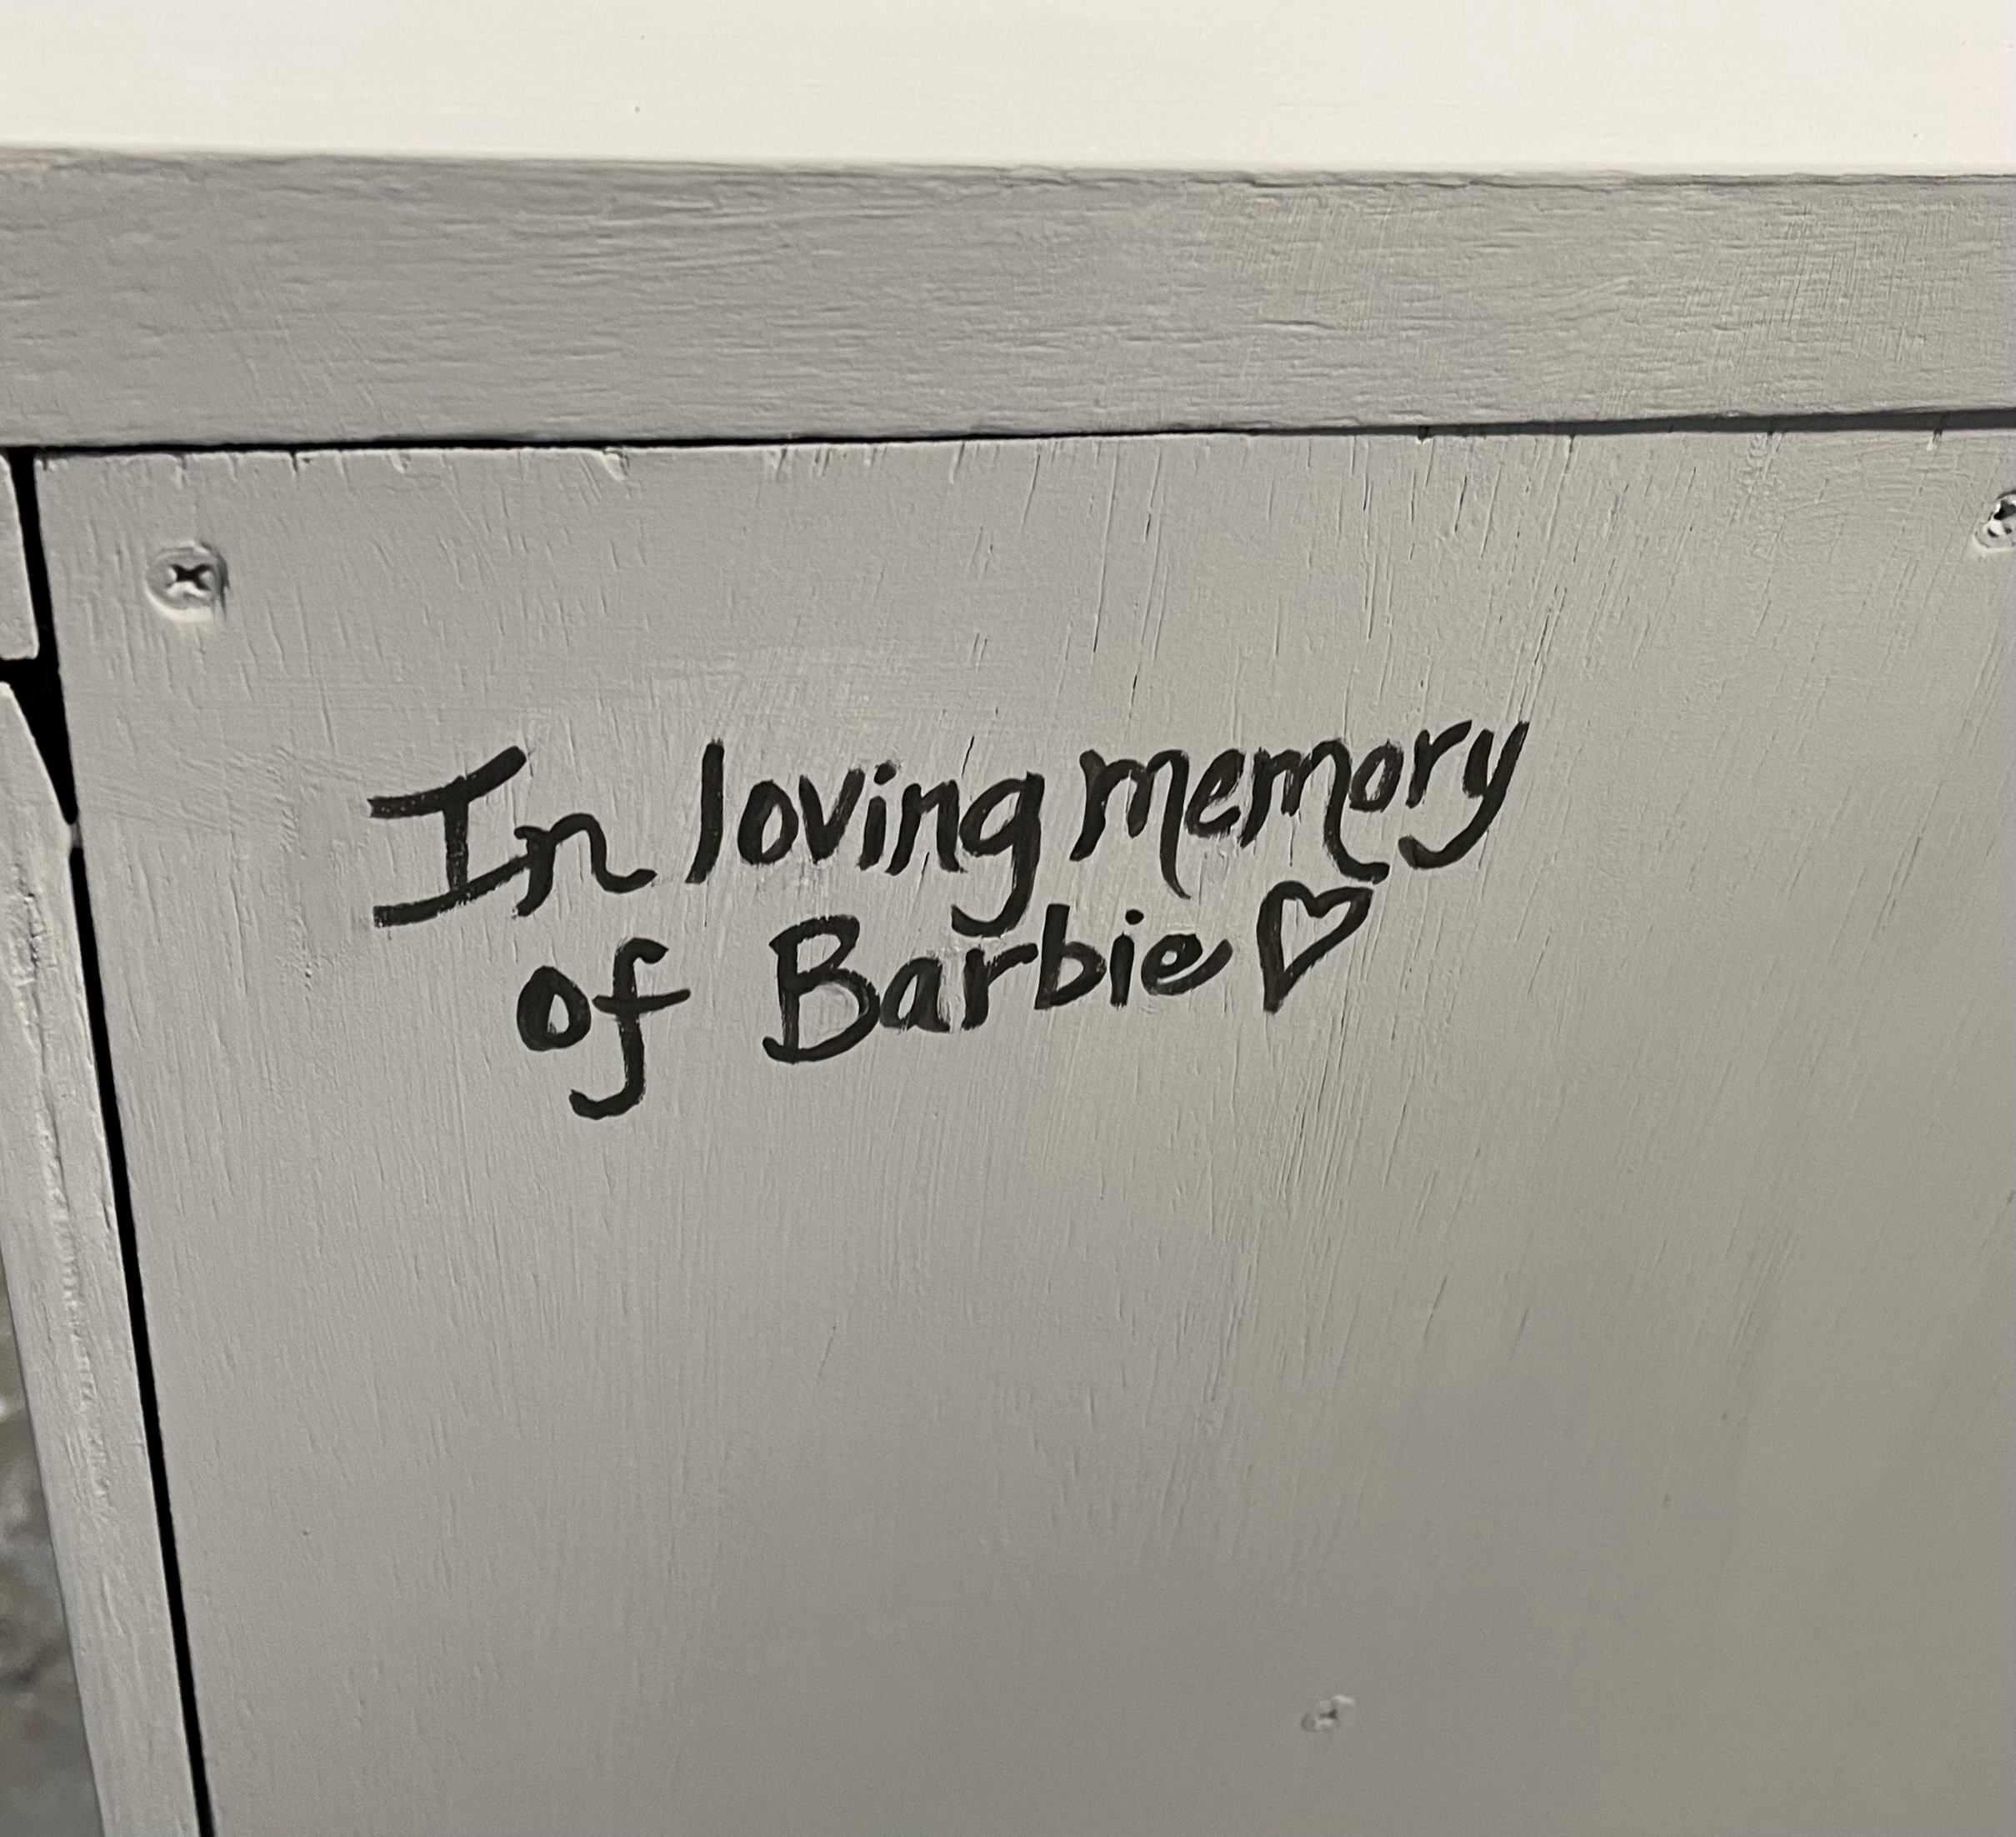 In loving memory
of Barbie ♡